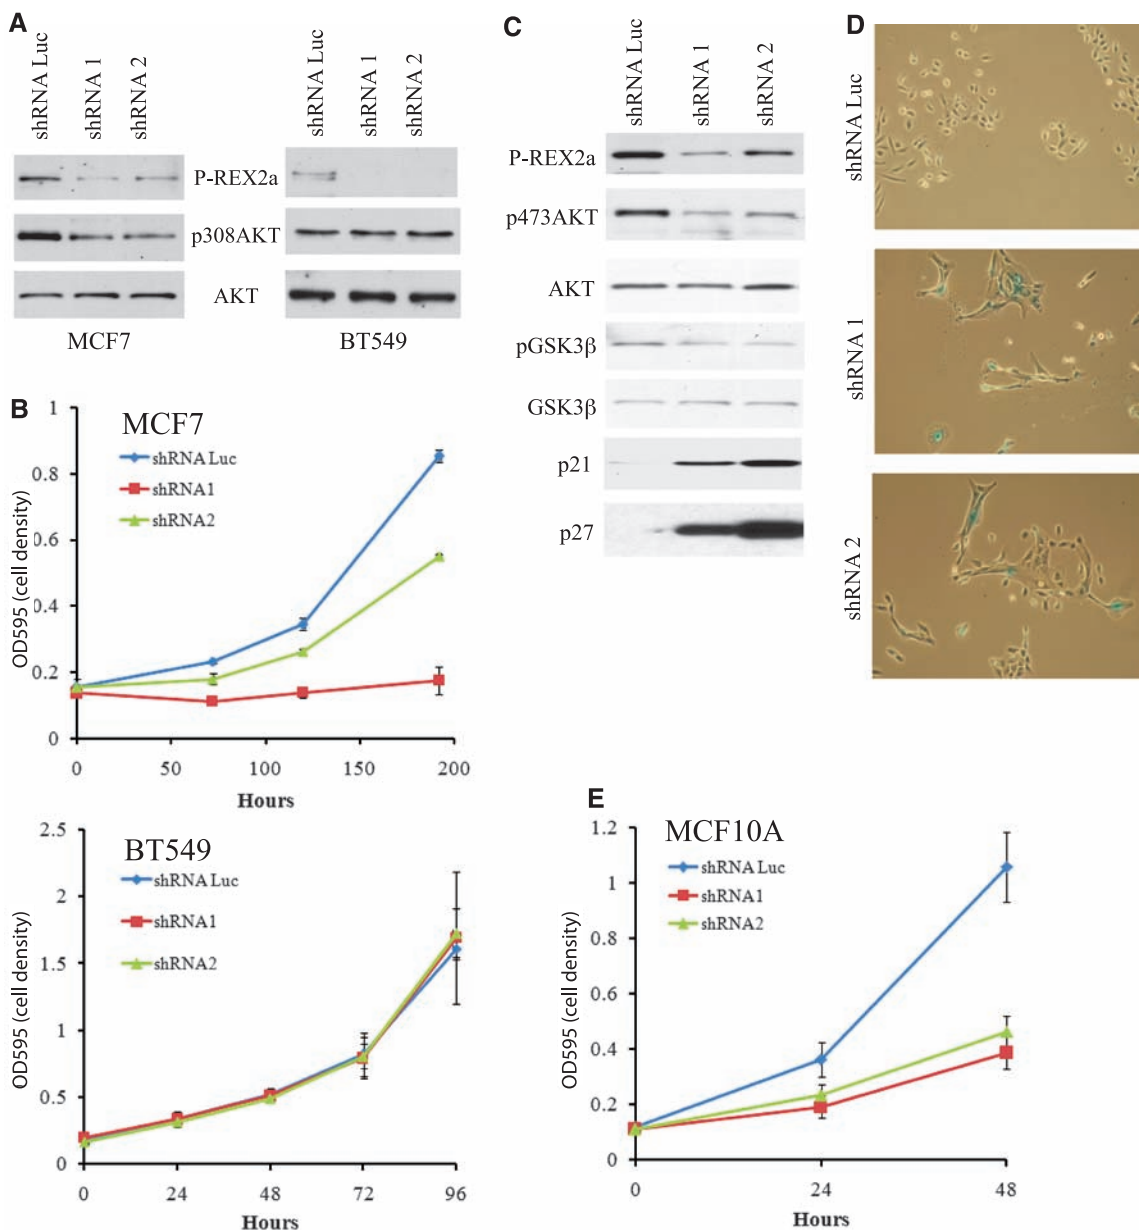 A
shRNA Luc
shRNA 1
shRNA 2
shRNA Luc
shRNA 1
shRNA 2
P-REX2a
p308AKT
AKT
MCF7
BT549
B
MCF7
shRNA Luc
shRNA1
shRNA2
OD595 (cell density)
1
0.8
0.6
0.4
0.2
0
0
50
100
150
200
Hours
BT549
shRNA Luc
shRNA1
shRNA2
OD595 (cell density)
2.5
2
1.5
1
0.5
0
0
24
48
72
96
Hours
C
shRNA Luc
shRNA 1
shRNA 2
P-REX2a
p473AKT
AKT
pGSK3β
GSK3β
p21
p27
D
shRNA Luc
shRNA 1
shRNA 2
E
MCF10A
shRNA Luc
shRNA1
shRNA2
OD595 (cell density)
1.2
1
0.8
0.6
0.4
0.2
0
0
24
48
Hours